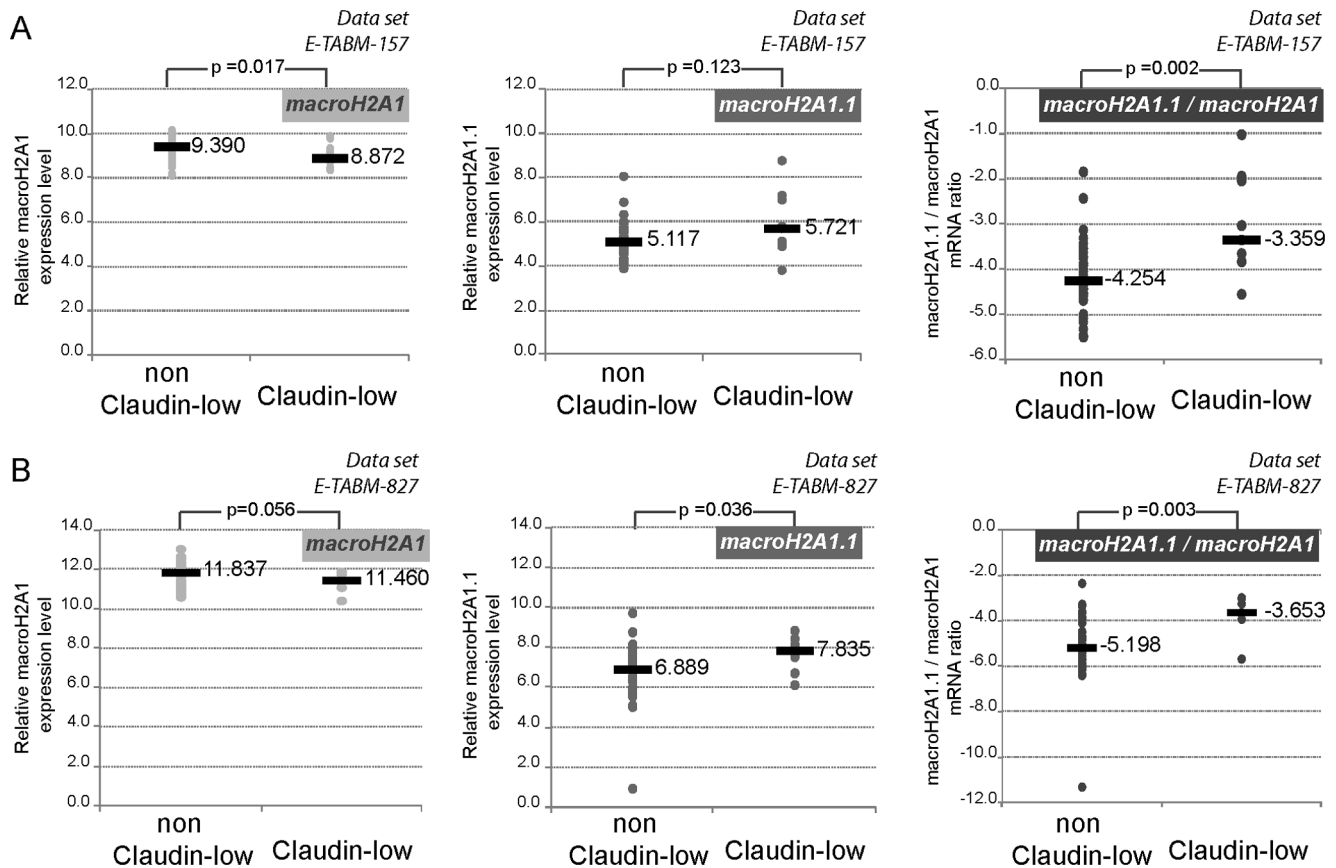 A
Data set
E-TABM-157
p =0.017
macroH2A1
Relative macroH2A1
expression level
12.0
10.0
8.0
6.0
4.0
2.0
0.0
9.390
8.872
non
Claudin-low
Claudin-low
Data set
E-TABM-157
p =0.123
macroH2A1.1
Relative macroH2A1.1
expression level
12.0
10.0
8.0
6.0
4.0
2.0
0.0
5.117
5.721
non
Claudin-low
Claudin-low
Data set
E-TABM-157
p =0.002
macroH2A1.1 / macroH2A1
macroH2A1.1 / macroH2A1
mRNA ratio
0.0
-1.0
-2.0
-3.0
-4.0
-5.0
-6.0
-4.254
-3.359
non
Claudin-low
Claudin-low
B
Data set
E-TABM-827
p=0.056
macroH2A1
Relative macroH2A1
expression level
14.0
12.0
10.0
8.0
6.0
4.0
2.0
0.0
11.837
11.460
non
Claudin-low
Claudin-low
Data set
E-TABM-827
p =0.036
macroH2A1.1
Relative macroH2A1.1
expression level
14.0
12.0
10.0
8.0
6.0
4.0
2.0
0.0
6.889
7.835
non
Claudin-low
Claudin-low
Data set
E-TABM-827
p =0.003
macroH2A1.1 / macroH2A1
macroH2A1.1 / macroH2A1
mRNA ratio
0.0
-2.0
-4.0
-6.0
-8.0
-10.0
-12.0
-5.198
-3.653
non
Claudin-low
Claudin-low